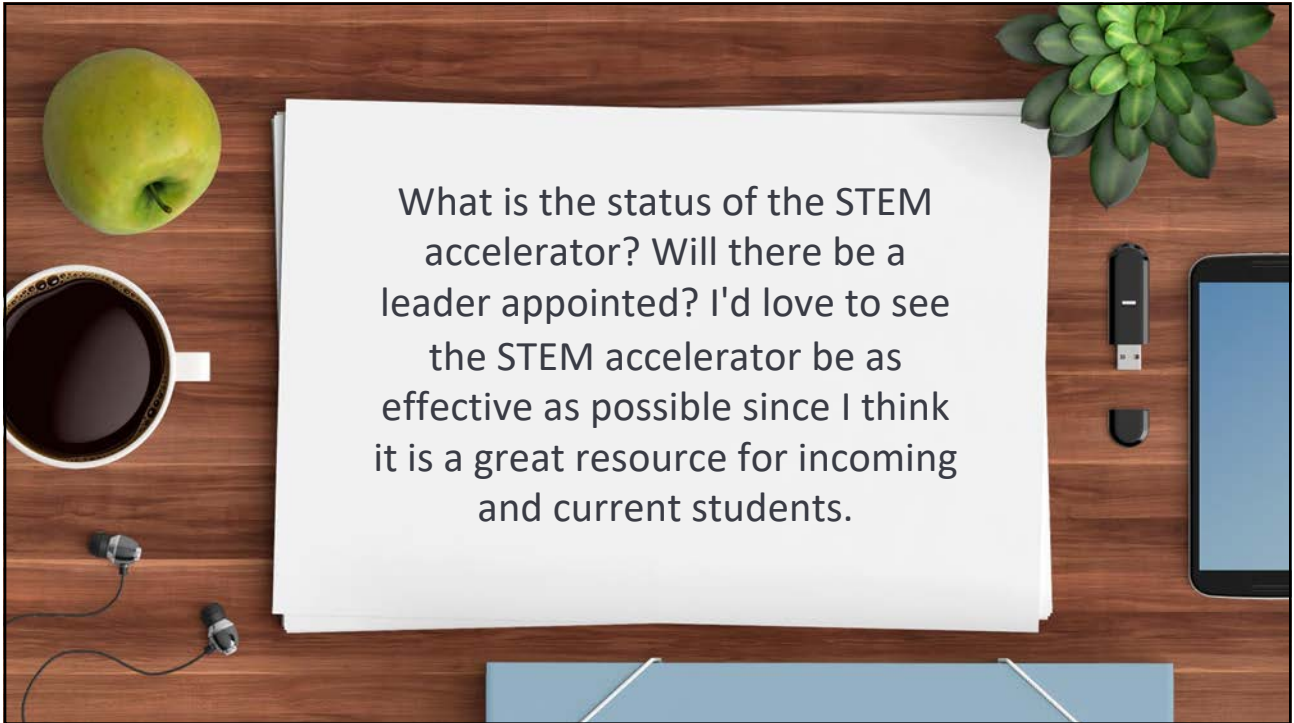 What is the status of the STEM
accelerator? Will there be a
leader appointed? I'd love to see
the STEM accelerator be as
effective as possible since I think
it is a great resource for incoming
and current students.